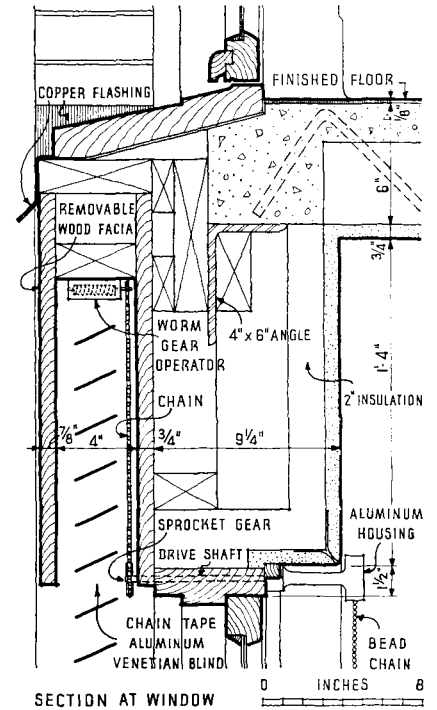 FINISHED FLOOR
COPPER FLASHING
1/8"
6"
REMOVABLE
WOOD FACIA
3/4"
4" x 6" ANGLE
WORM
GEAR
OPERATOR
1'-4"
CHAIN
2" INSULATION
7/8"
4"
3/4"
9 1/4"
SPROCKET GEAR
ALUMINUM
HOUSING
DRIVE SHAFT
1 1/2"
CHAIN TAPE
ALUMINUM
VENETIAN BLIND
BEAD
CHAIN
SECTION AT WINDOW
0 INCHES 8